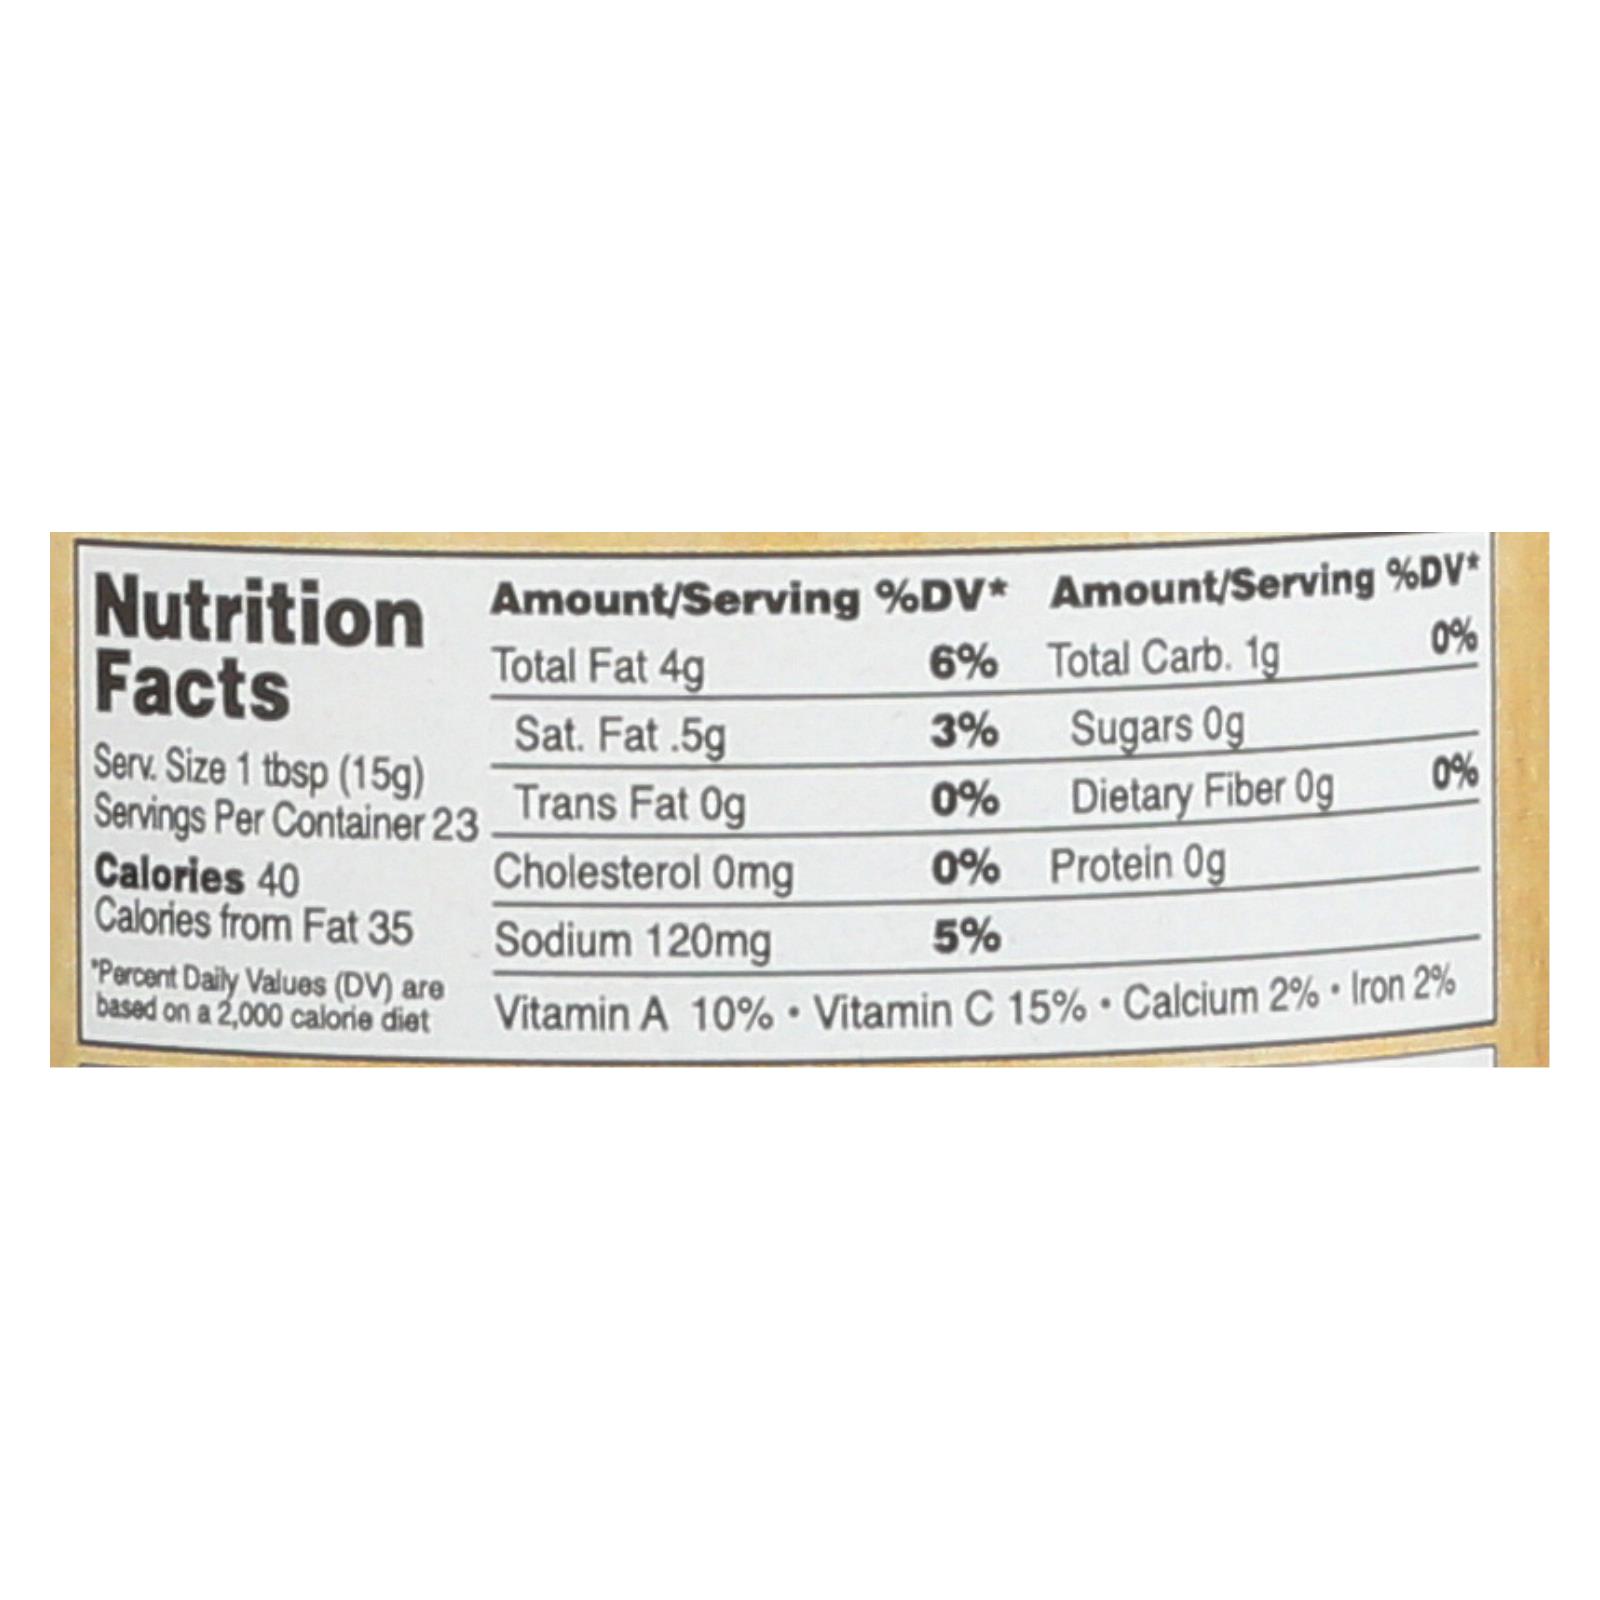 Nutrition
Facts
Serv. Size 1 tbsp (15g)
Servings Per Container 23
Calories 40
Calories from Fat 35
*Percent Daily Values (DV) are
based on a 2,000 calorie diet
Amount/Serving %DV*
Total Fat 4g 6%
Sat. Fat .5g 3%
Trans Fat 0g 0%
Cholesterol 0mg 0%
Sodium 120mg 5%
Amount/Serving %DV*
Total Carb. 1g 0%
Sugars 0g
Dietary Fiber 0g 0%
Protein 0g
Vitamin A 10% • Vitamin C 15% • Calcium 2% • Iron 2%